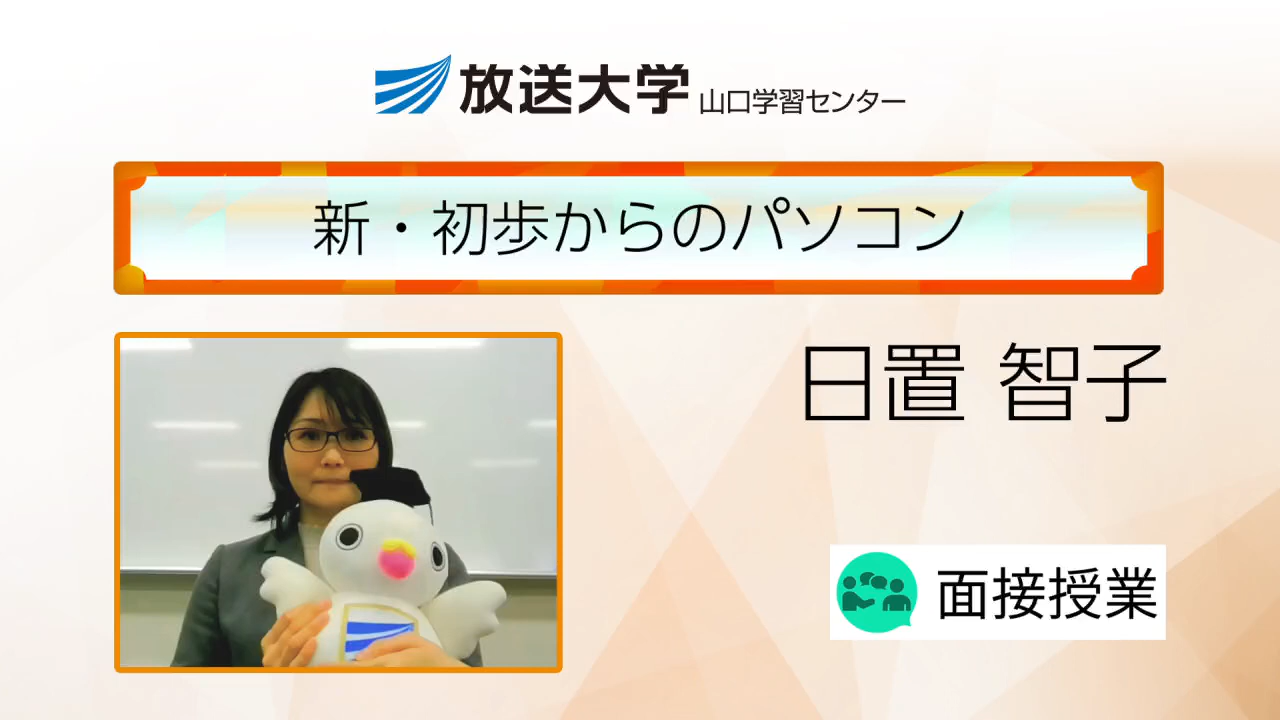 放送大学 山口学習センター
新・初歩からのパソコン
日置 智子
面接授業